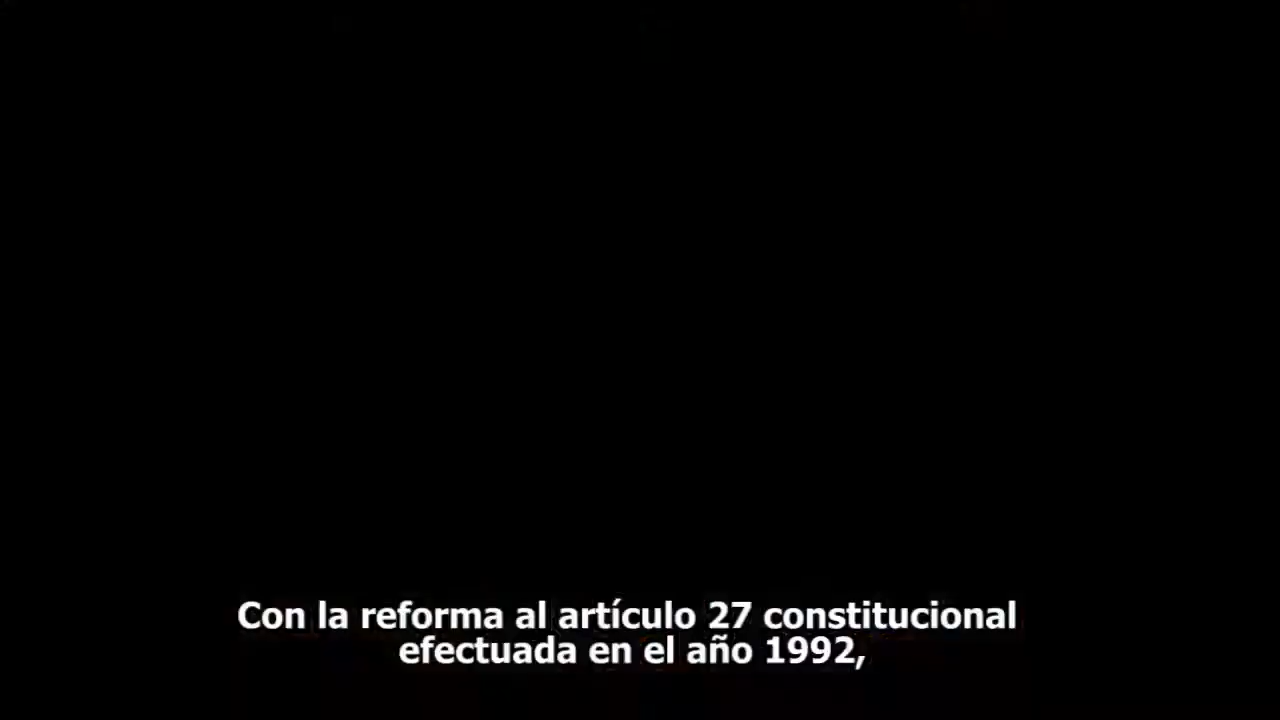 Con la reforma al artículo 27 constitucional
efectuada en el año 1992,